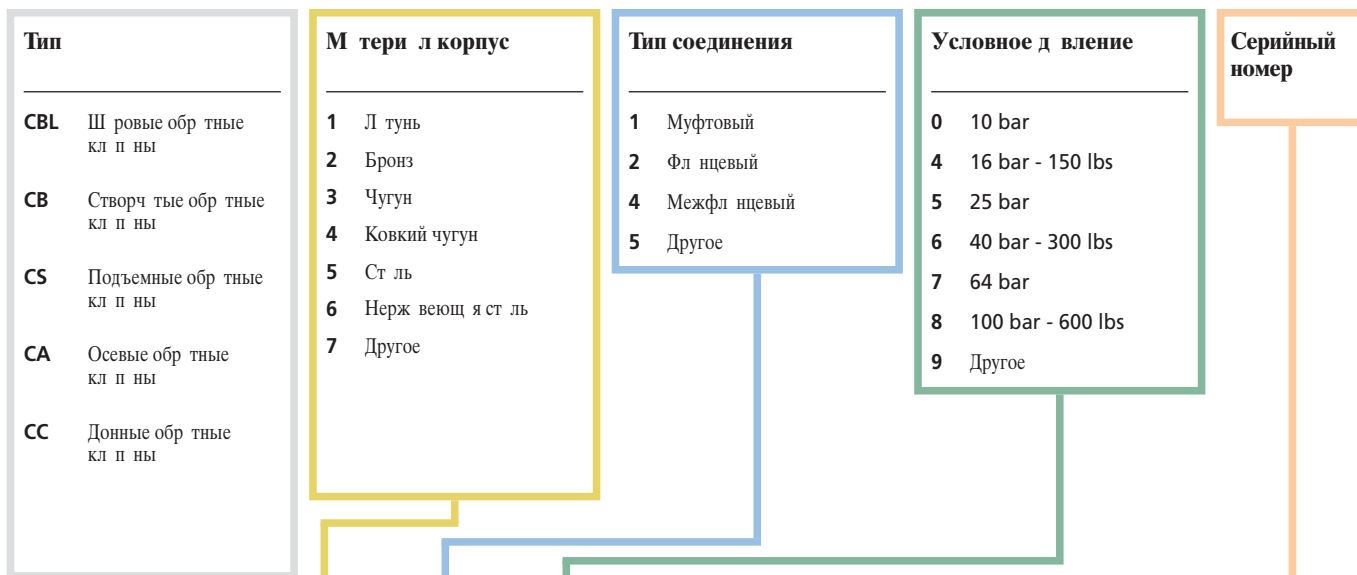 Тип
CBL Ш ровые обр тные
кл п ны
CB Створч тые обр тные
кл п ны
CS Подъемные обр тные
кл п ны
CA Осевые обр тные
кл п ны
CC Донные обр тные
кл п ны
М тери л корпус
1 Л тунь
2 Бронз
3 Чугун
4 Ковкий чугун
5 Ст ль
6 Нерж веющ я ст ль
7 Другое
Тип соединения
1 Муфтовый
2 Фл нцевый
4 Межфл нцевый
5 Другое
Условное д вление
0 10 bar
4 16 bar - 150 lbs
5 25 bar
6 40 bar - 300 lbs
7 64 bar
8 100 bar - 600 lbs
9 Другое
Серийный
номер